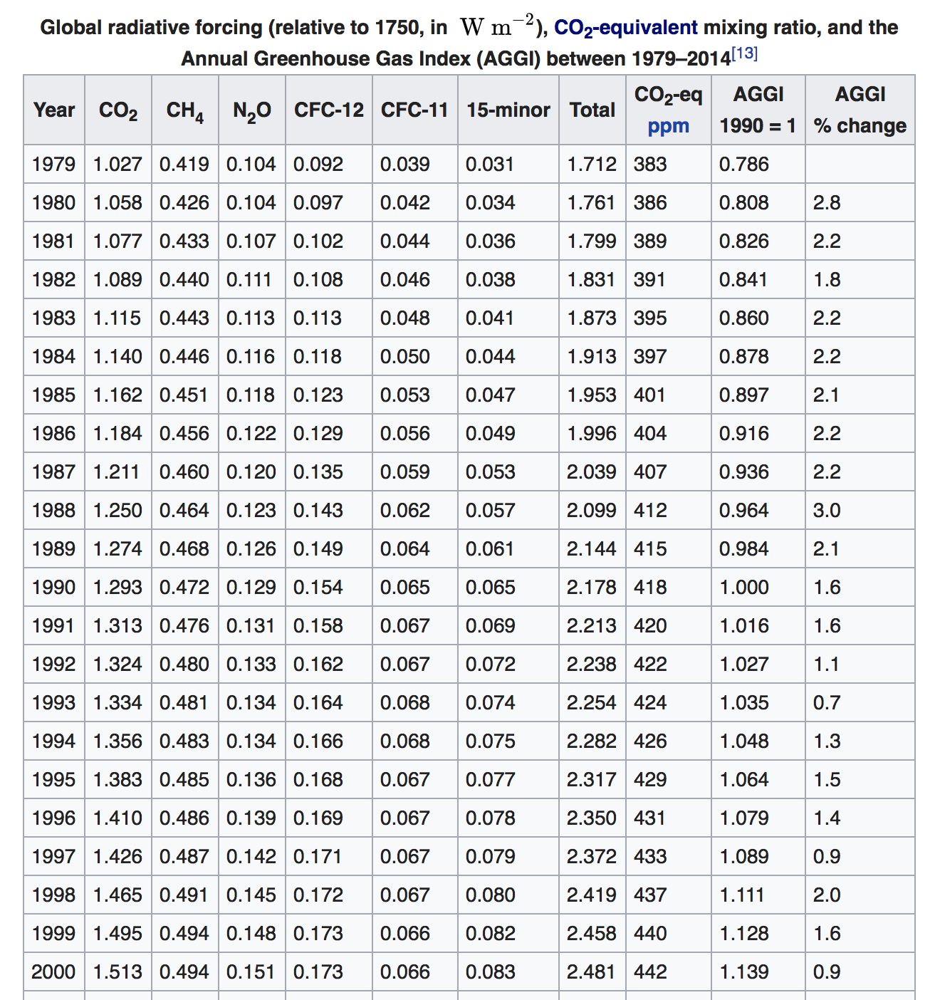 Global radiative forcing (relative to 1750, in W m−2), CO2-equivalent mixing ratio, and the
Annual Greenhouse Gas Index (AGGI) between 1979–2014[13]
Year CO2 CH4 N2O CFC-12 CFC-11 15-minor Total CO2-eq ppm AGGI 1990 = 1 AGGI % change
1979 1.027 0.419 0.104 0.092 0.039 0.031 1.712 383 0.786
1980 1.058 0.426 0.104 0.097 0.042 0.034 1.761 386 0.808 2.8
1981 1.077 0.433 0.107 0.102 0.044 0.036 1.799 389 0.826 2.2
1982 1.089 0.440 0.111 0.108 0.046 0.038 1.831 391 0.841 1.8
1983 1.115 0.443 0.113 0.113 0.048 0.041 1.873 395 0.860 2.2
1984 1.140 0.446 0.116 0.118 0.050 0.044 1.913 397 0.878 2.2
1985 1.162 0.451 0.118 0.123 0.053 0.047 1.953 401 0.897 2.1
1986 1.184 0.456 0.122 0.129 0.056 0.049 1.996 404 0.916 2.2
1987 1.211 0.460 0.120 0.135 0.059 0.053 2.039 407 0.936 2.2
1988 1.250 0.464 0.123 0.143 0.062 0.057 2.099 412 0.964 3.0
1989 1.274 0.468 0.126 0.149 0.064 0.061 2.144 415 0.984 2.1
1990 1.293 0.472 0.129 0.154 0.065 0.065 2.178 418 1.000 1.6
1991 1.313 0.476 0.131 0.158 0.067 0.069 2.213 420 1.016 1.6
1992 1.324 0.480 0.133 0.162 0.067 0.072 2.238 422 1.027 1.1
1993 1.334 0.481 0.134 0.164 0.068 0.074 2.254 424 1.035 0.7
1994 1.356 0.483 0.134 0.166 0.068 0.075 2.282 426 1.048 1.3
1995 1.383 0.485 0.136 0.168 0.067 0.077 2.317 429 1.064 1.5
1996 1.410 0.486 0.139 0.169 0.067 0.078 2.350 431 1.079 1.4
1997 1.426 0.487 0.142 0.171 0.067 0.079 2.372 433 1.089 0.9
1998 1.465 0.491 0.145 0.172 0.067 0.080 2.419 437 1.111 2.0
1999 1.495 0.494 0.148 0.173 0.066 0.082 2.458 440 1.128 1.6
2000 1.513 0.494 0.151 0.173 0.066 0.083 2.481 442 1.139 0.9